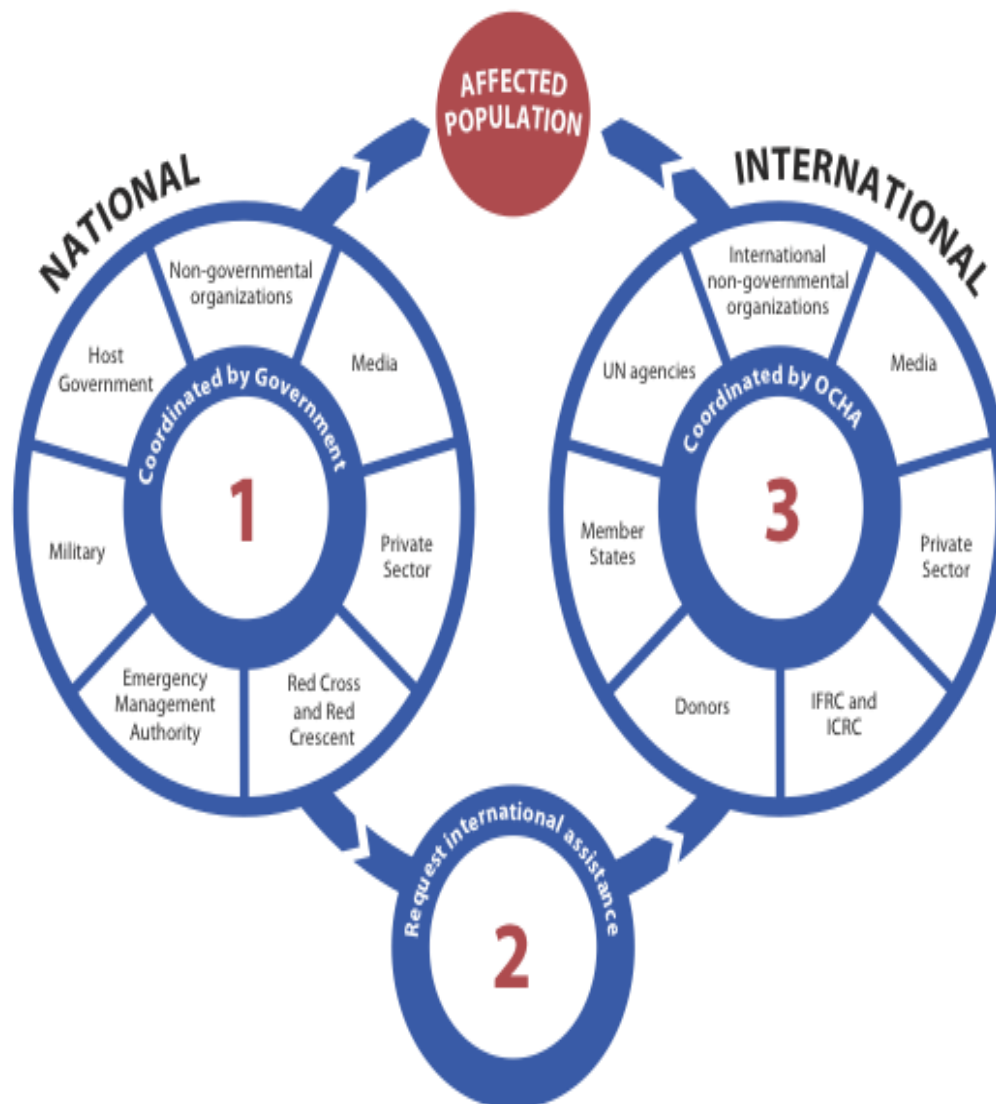 AFFECTED
POPULATION
NATIONAL
Non-governmental
organizations
Host
Government
Media
Coordinated by Government
1
Military
Private
Sector
Emergency
Management
Authority
Red Cross
and Red
Crescent
INTERNATIONAL
International
non-governmental
organizations
UN agencies
Media
Coordinated by OCHA
3
Member
States
Private
Sector
Donors
IFRC and
ICRC
Request international assistance
2